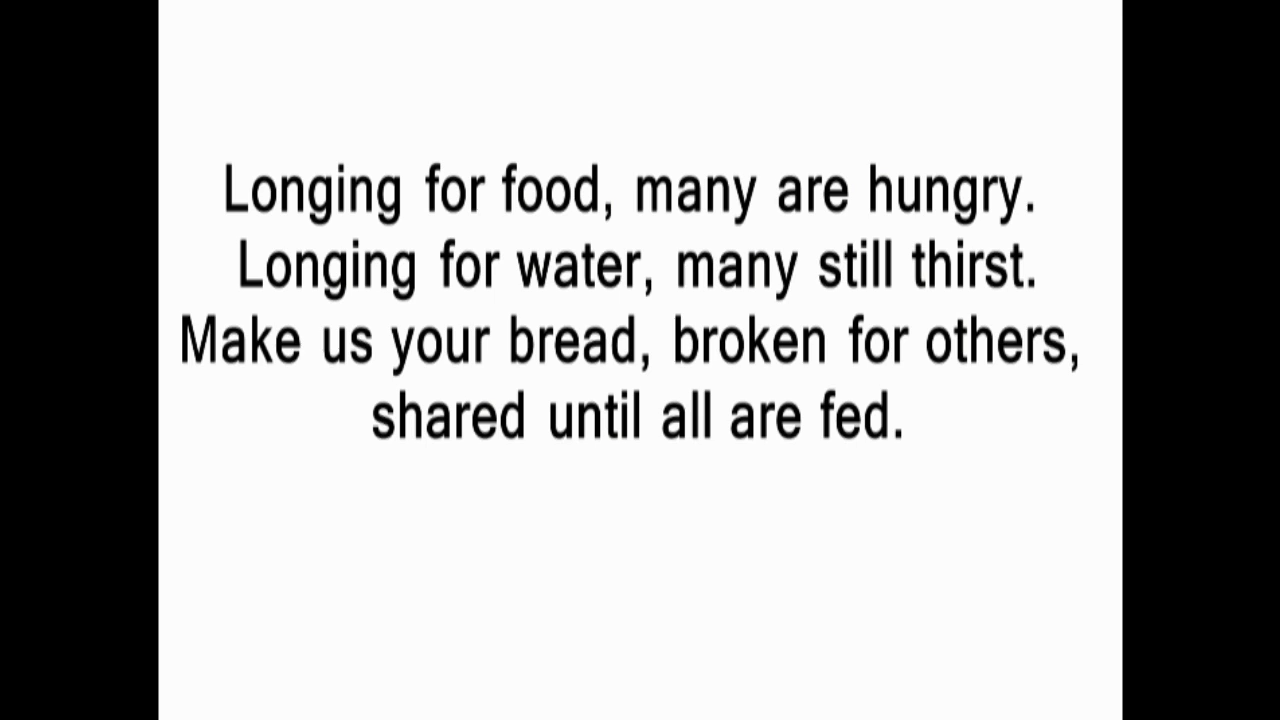 Longing for food, many are hungry.
Longing for water, many still thirst.
Make us your bread, broken for others,
shared until all are fed.